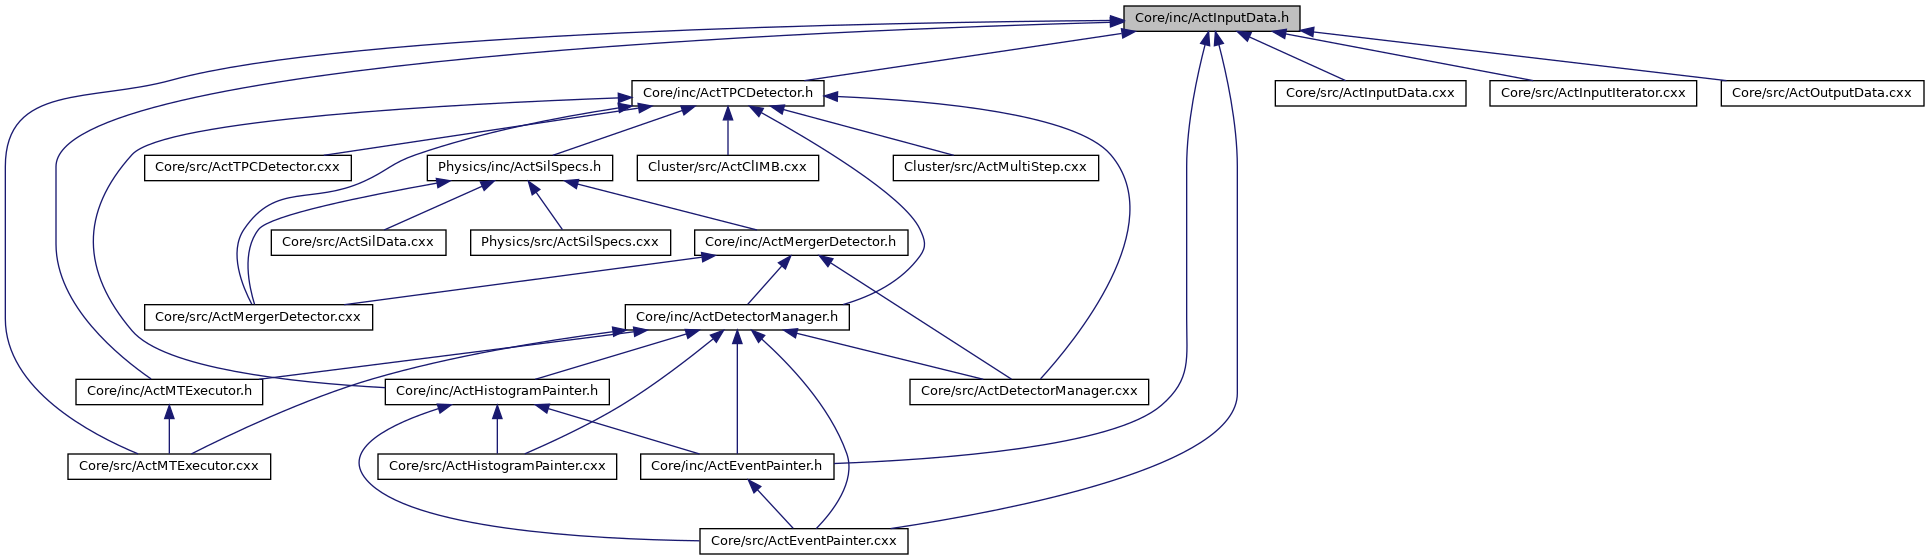 Core/inc/ActInputData.h
Core/inc/ActTPCDetector.h
Core/src/ActInputData.cxx
Core/src/ActInputIterator.cxx
Core/src/ActOutputData.cxx
Core/src/ActTPCDetector.cxx
Physics/inc/ActSilSpecs.h
Cluster/src/ActClIMB.cxx
Cluster/src/ActMultiStep.cxx
Core/src/ActSilData.cxx
Physics/src/ActSilSpecs.cxx
Core/inc/ActMergerDetector.h
Core/src/ActMergerDetector.cxx
Core/inc/ActDetectorManager.h
Core/inc/ActMTExecutor.h
Core/inc/ActHistogramPainter.h
Core/src/ActDetectorManager.cxx
Core/src/ActMTExecutor.cxx
Core/src/ActHistogramPainter.cxx
Core/inc/ActEventPainter.h
Core/src/ActEventPainter.cxx